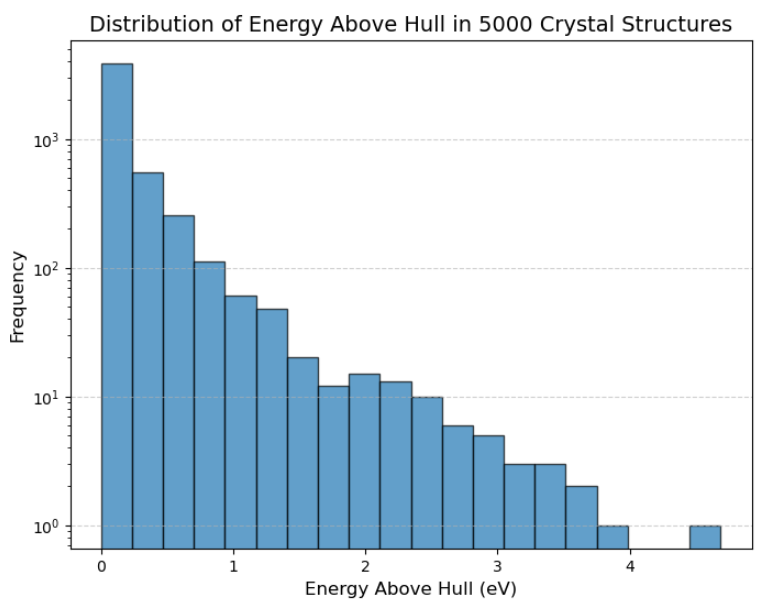 Distribution of Energy Above Hull in 5000 Crystal Structures
Frequency
10³
10²
10¹
10⁰
0 1 2 3 4
Energy Above Hull (eV)